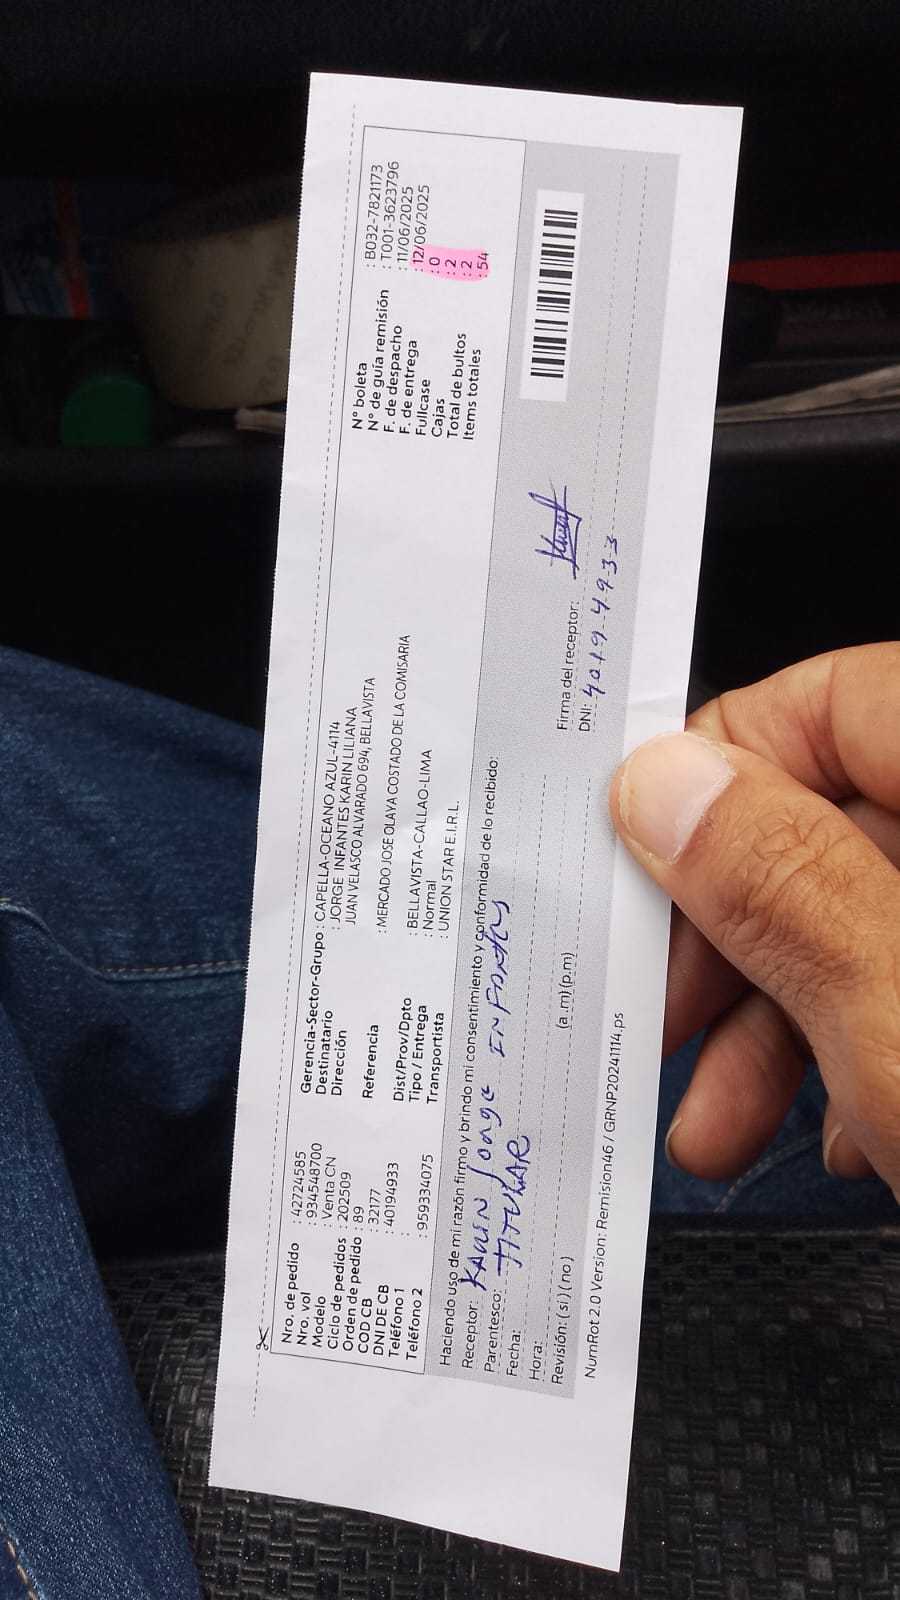 Nro. de pedido : 42724585
Nro. vol : 934548700
Modelo : Venta CN
Ciclo de pedidos : 202509
Orden de pedido : 89
COD CB : 32177
DNI DE CB : 40194933
Teléfono 1 :
Teléfono 2 : 959334075
Gerencia-Sector-Grupo : CAPELLA-OCEANO AZUL-4114
Destinatario : JORGE INFANTES KARIN LILIANA
Dirección JUAN VELASCO ALVARADO 694, BELLAVISTA
Referencia : MERCADO JOSE OLAYA COSTADO DE LA COMISARIA
Dist/Prov/Dpto : BELLAVISTA-CALLAO-LIMA
Tipo / Entrega : Normal
Transportista : UNION STAR E.I.R.L.
N° boleta : B032-7821173
N° de guía remisión : T001-3623796
F. de despacho : 11/06/2025
F. de entrega : 12/06/2025
Fullcase : 0
Cajas : 2
Total de bultos : 2
Items totales : 54
Haciendo uso de mi razón firmo y brindo mi consentimiento y conformidad de lo recibido:
Receptor: KARIN Jorge INFANTES
Parentesco: TITULAR
Fecha:
Hora: (a .m) (p.m)
Revisión: ( si ) ( no )
Firma del receptor:
DNI: 40194933
NumRot 2.0 Version: Remision46 / GRNP20241114.ps